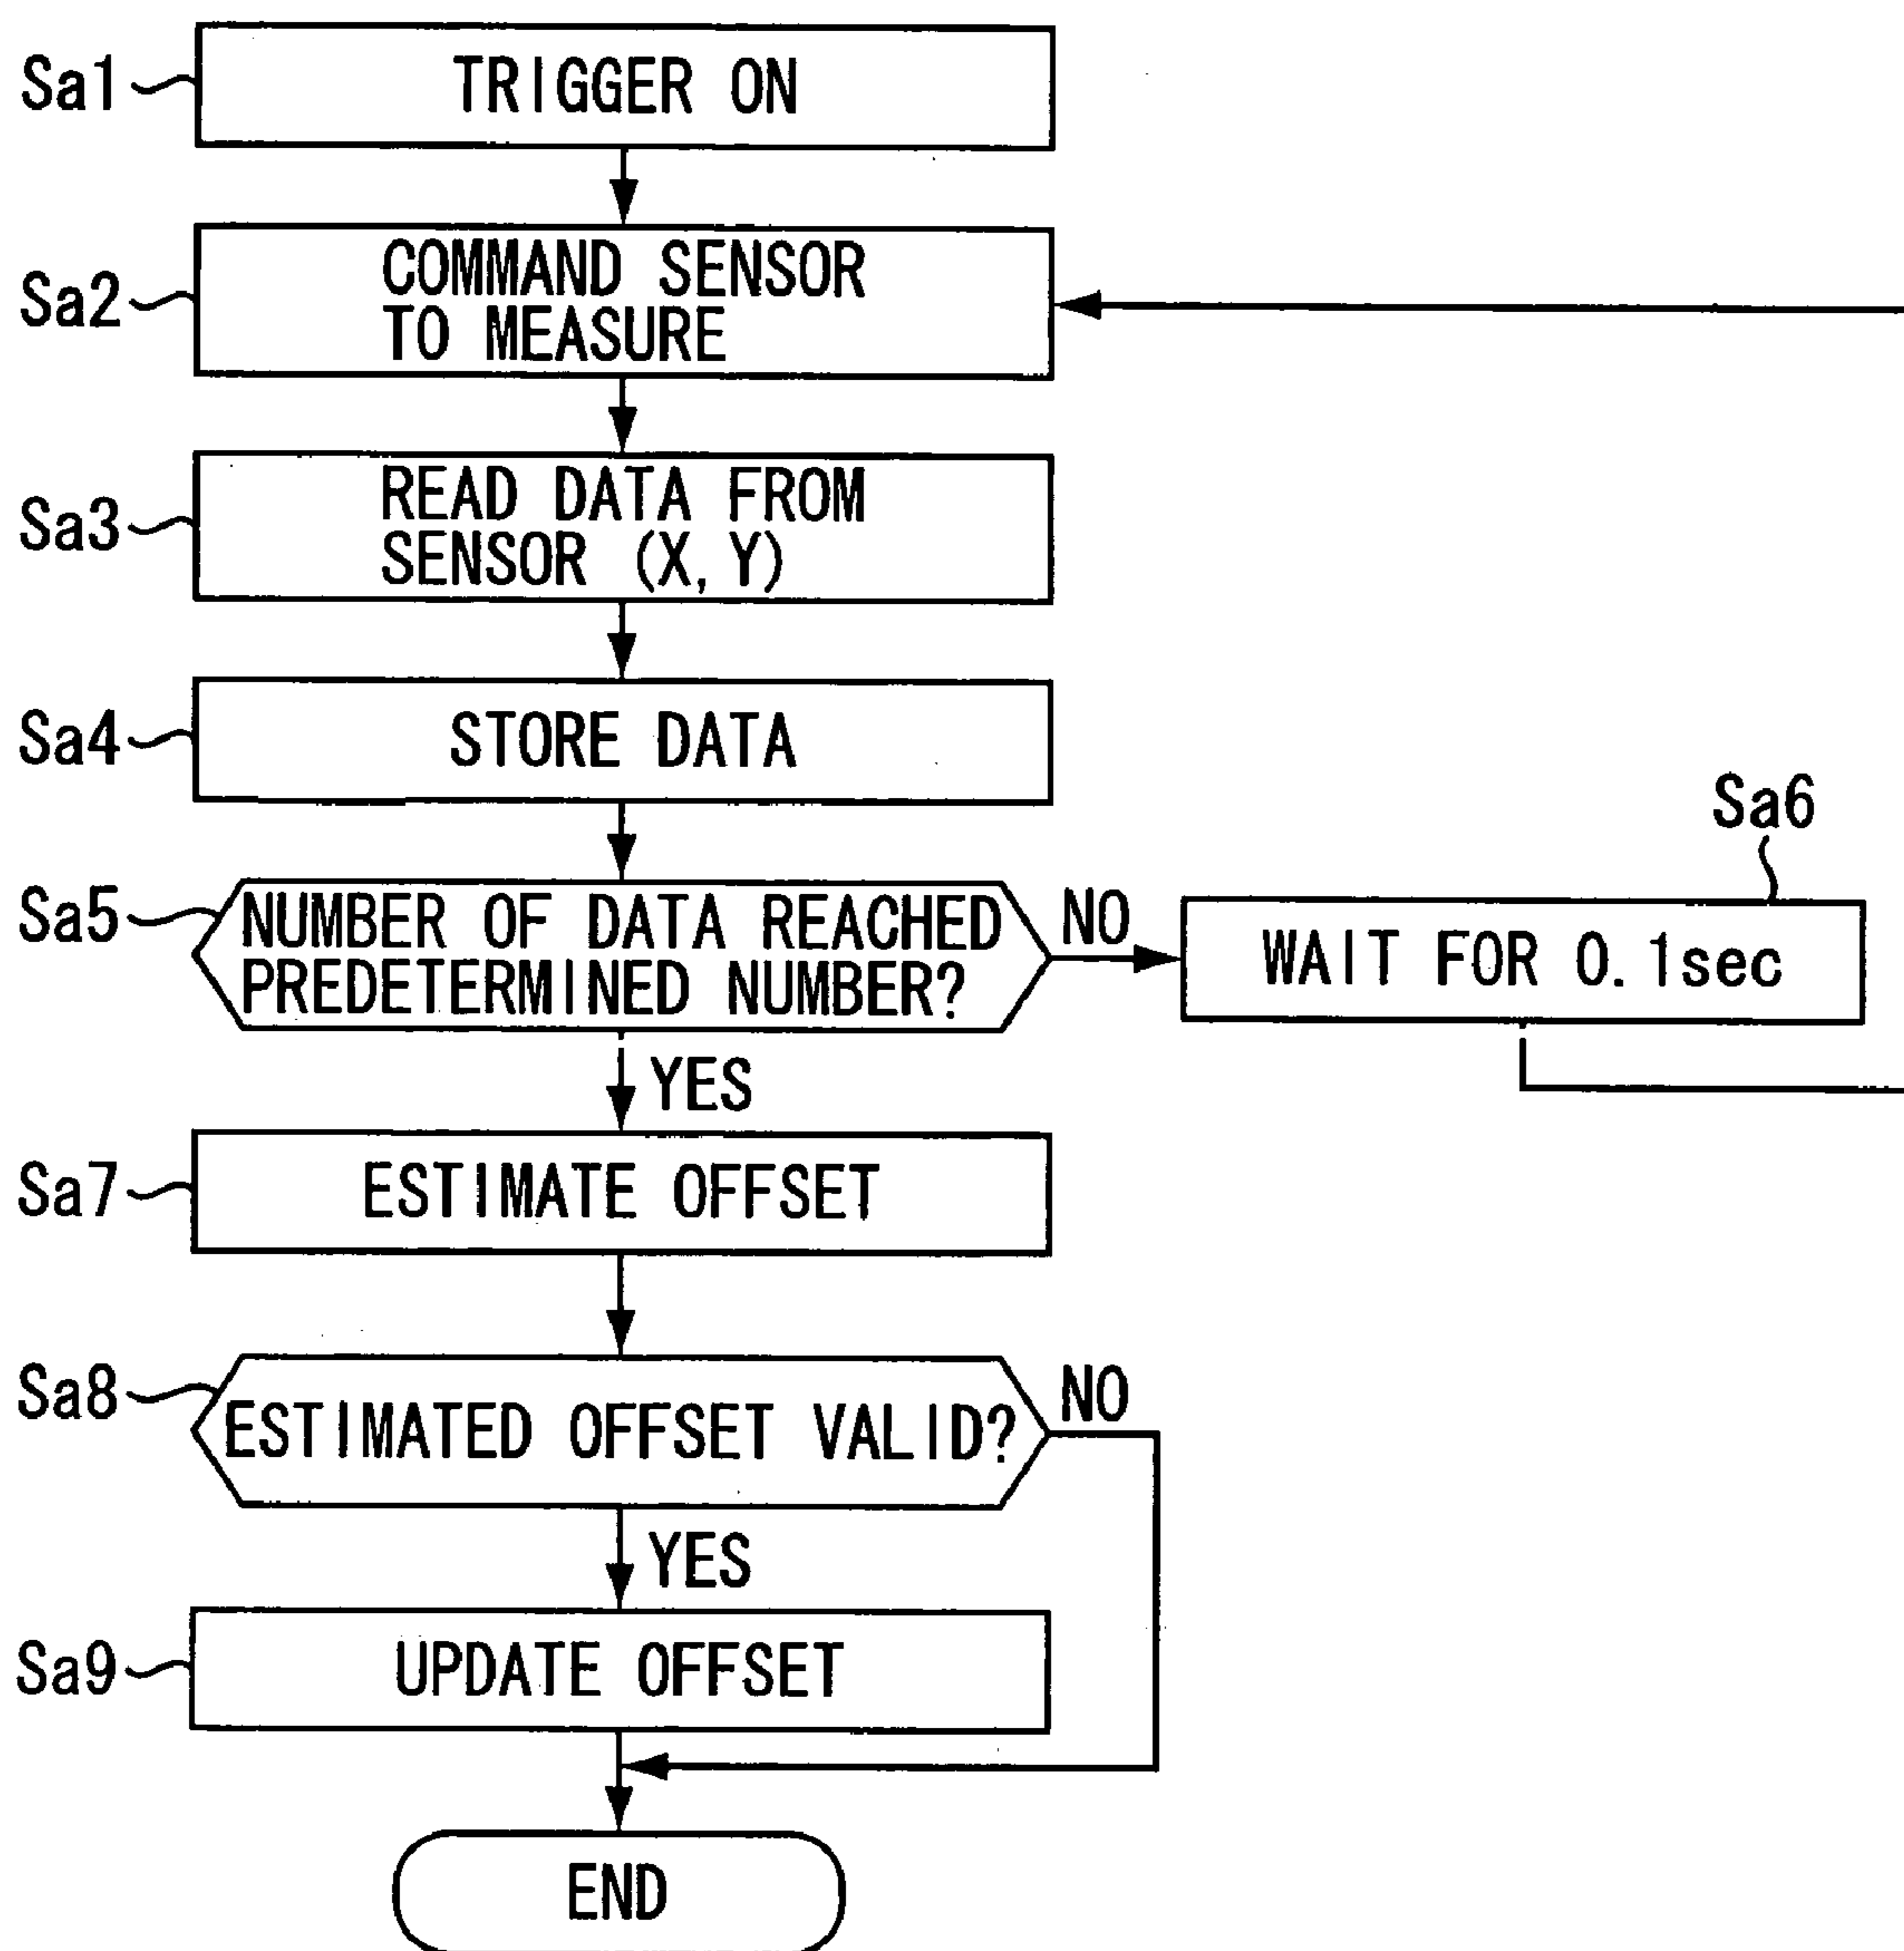 Sa1
TRIGGER ON
Sa2
COMMAND SENSOR
TO MEASURE
Sa3
READ DATA FROM
SENSOR (X, Y)
Sa4
STORE DATA
Sa5
NUMBER OF DATA REACHED
PREDETERMINED NUMBER?
NO
Sa6
WAIT FOR 0.1sec
YES
Sa7
ESTIMATE OFFSET
Sa8
ESTIMATED OFFSET VALID?
NO
YES
Sa9
UPDATE OFFSET
END